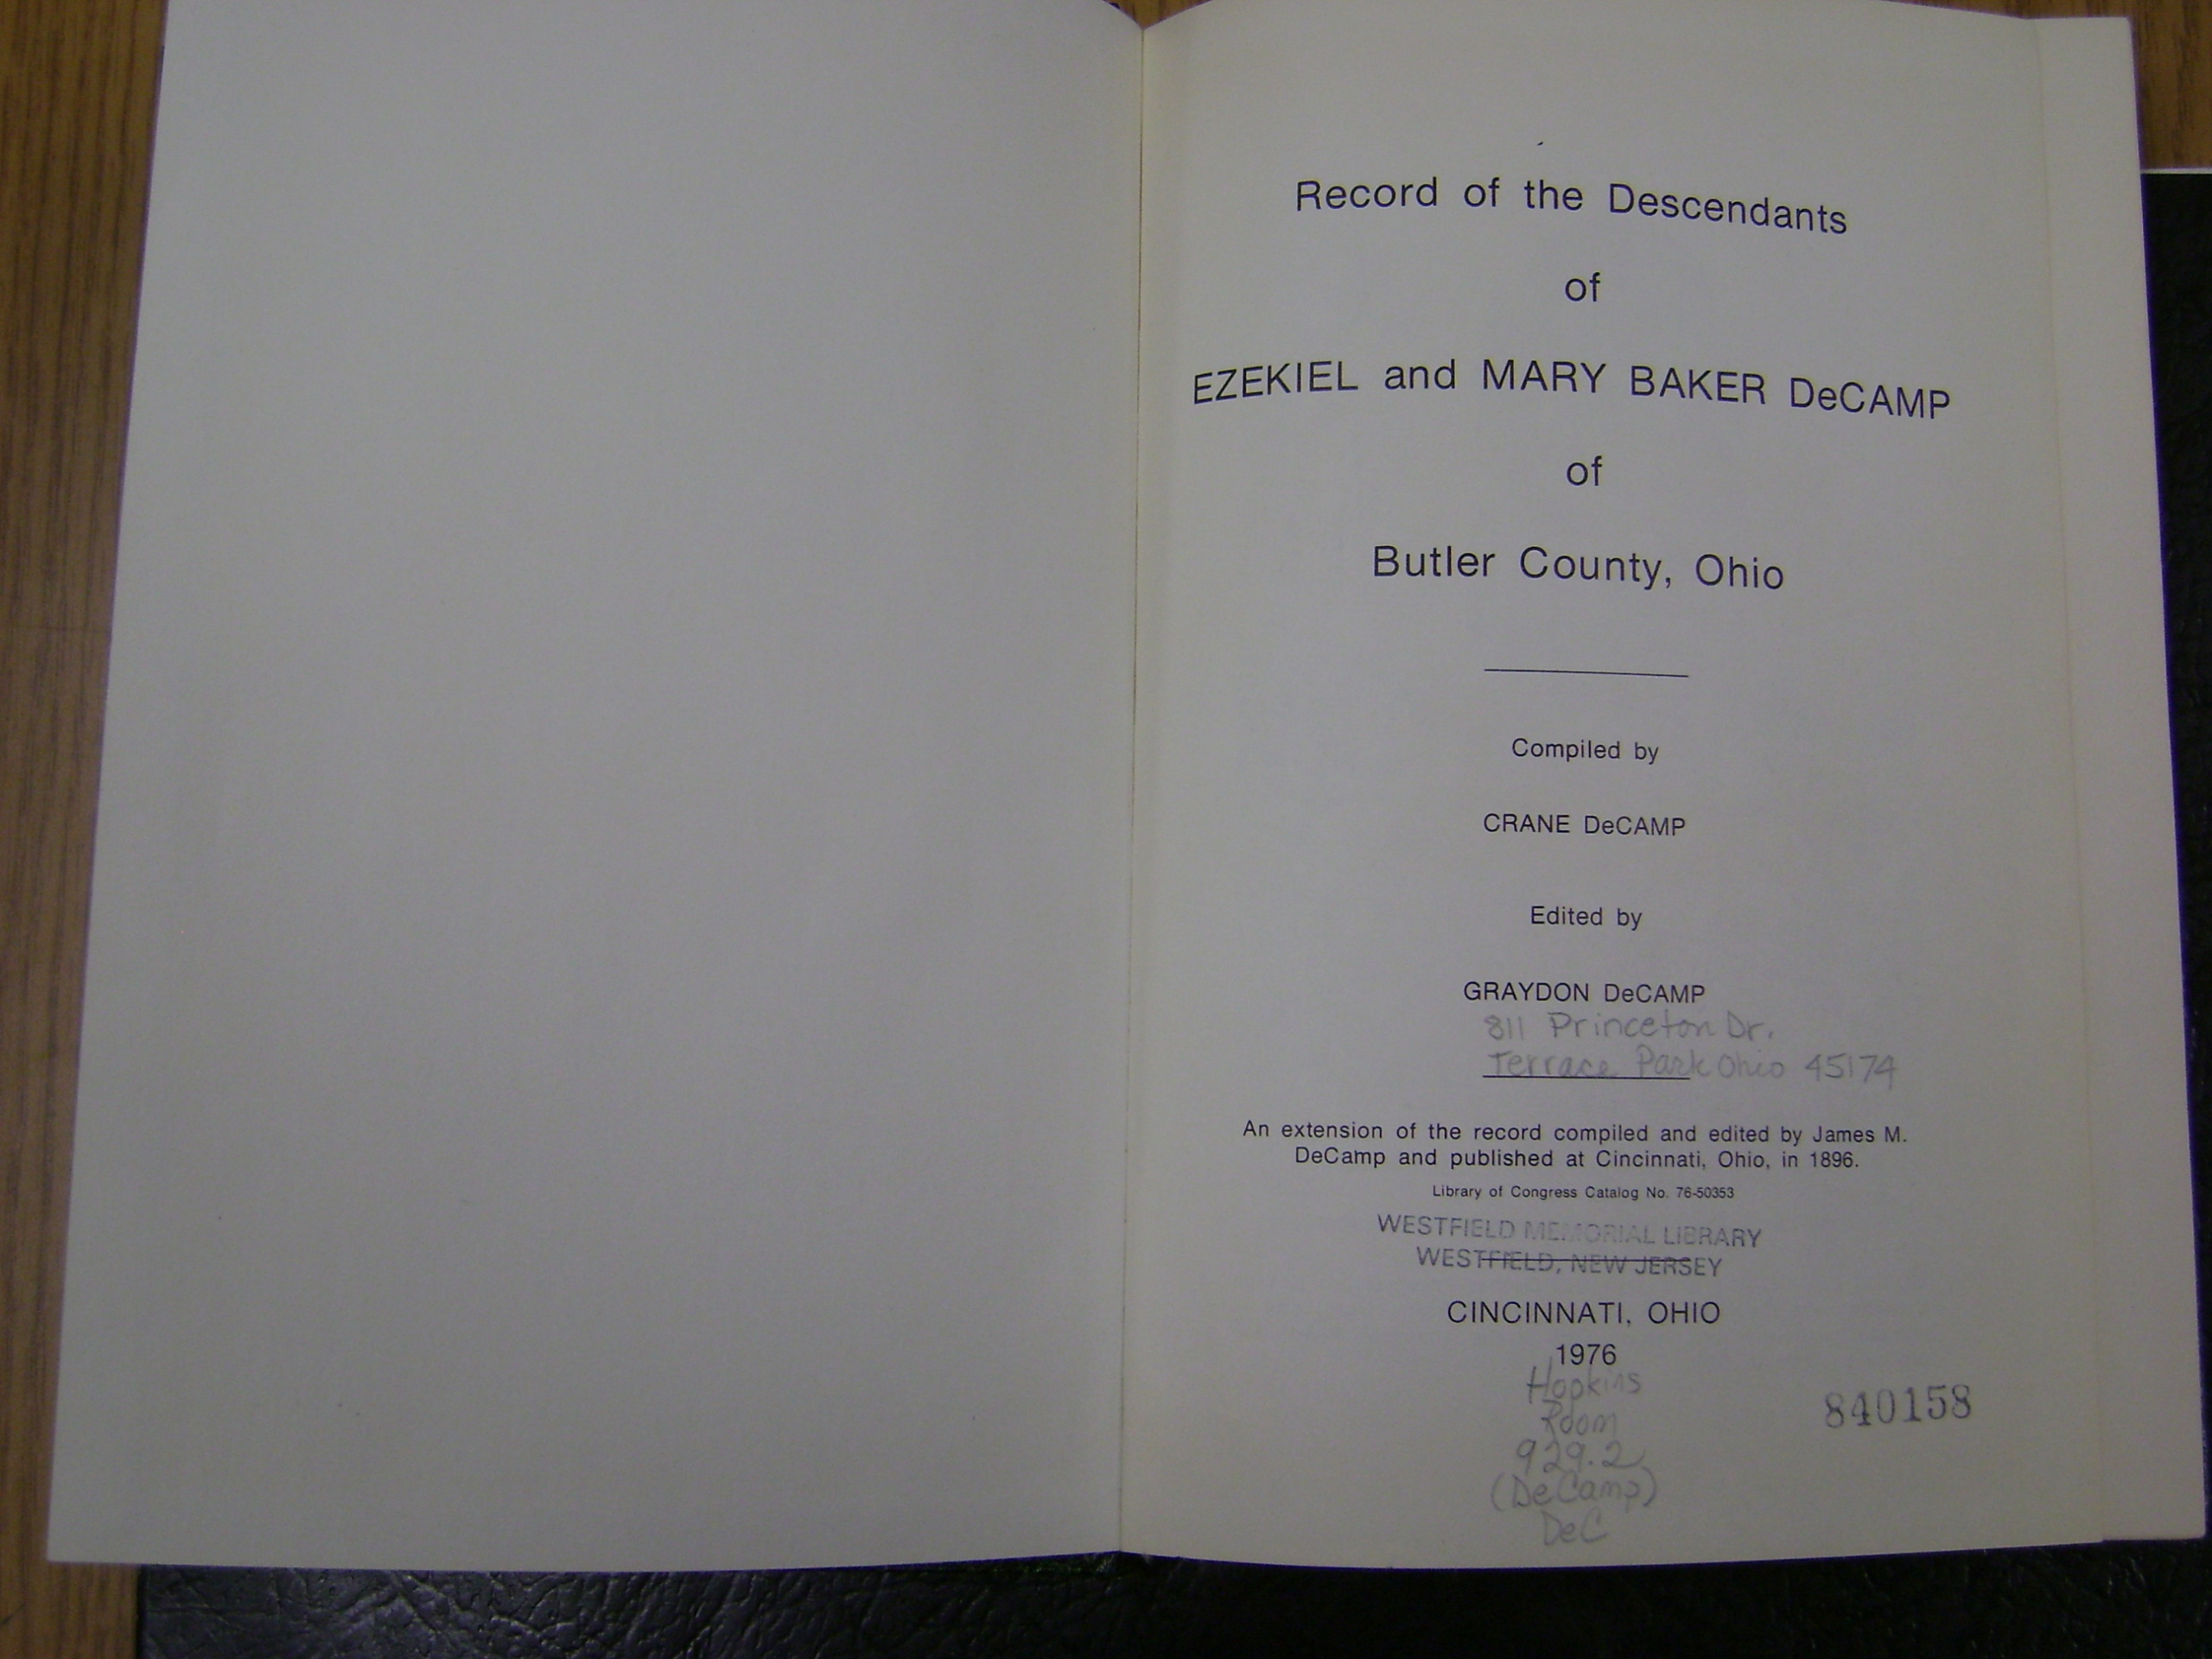 Record of the Descendants
of
EZEKIEL and MARY BAKER DeCAMP
of
Butler County, Ohio
Compiled by
CRANE DeCAMP
Edited by
GRAYDON DeCAMP
811 Princeton Dr.
Terrace Park Ohio 45174
An extension of the record compiled and edited by James M.
DeCamp and published at Cincinnati, Ohio, in 1896.
Library of Congress Catalog No. 76-50353
WESTFIELD MEMORIAL LIBRARY
WESTFIELD, NEW JERSEY
CINCINNATI, OHIO
1976
Hopkins
Room
929.2
(DeCamp)
DeC
840158